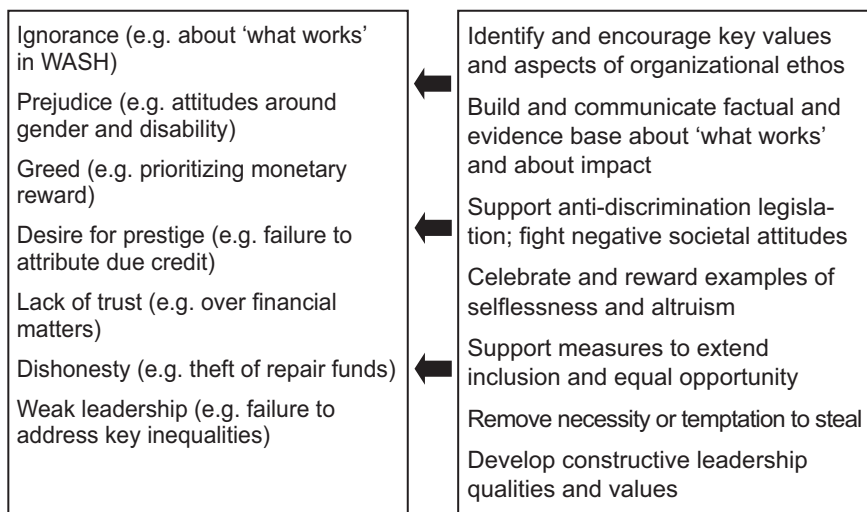 Ignorance (e.g. about ‘what works’
in WASH)
Prejudice (e.g. attitudes around
gender and disability)
Greed (e.g. prioritizing monetary
reward)
Desire for prestige (e.g. failure to
attribute due credit)
Lack of trust (e.g. over financial
matters)
Dishonesty (e.g. theft of repair funds)
Weak leadership (e.g. failure to
address key inequalities)
Identify and encourage key values
and aspects of organizational ethos
Build and communicate factual and
evidence base about ‘what works’
and about impact
Support anti-discrimination legisla-
tion; fight negative societal attitudes
Celebrate and reward examples of
selflessness and altruism
Support measures to extend
inclusion and equal opportunity
Remove necessity or temptation to steal
Develop constructive leadership
qualities and values